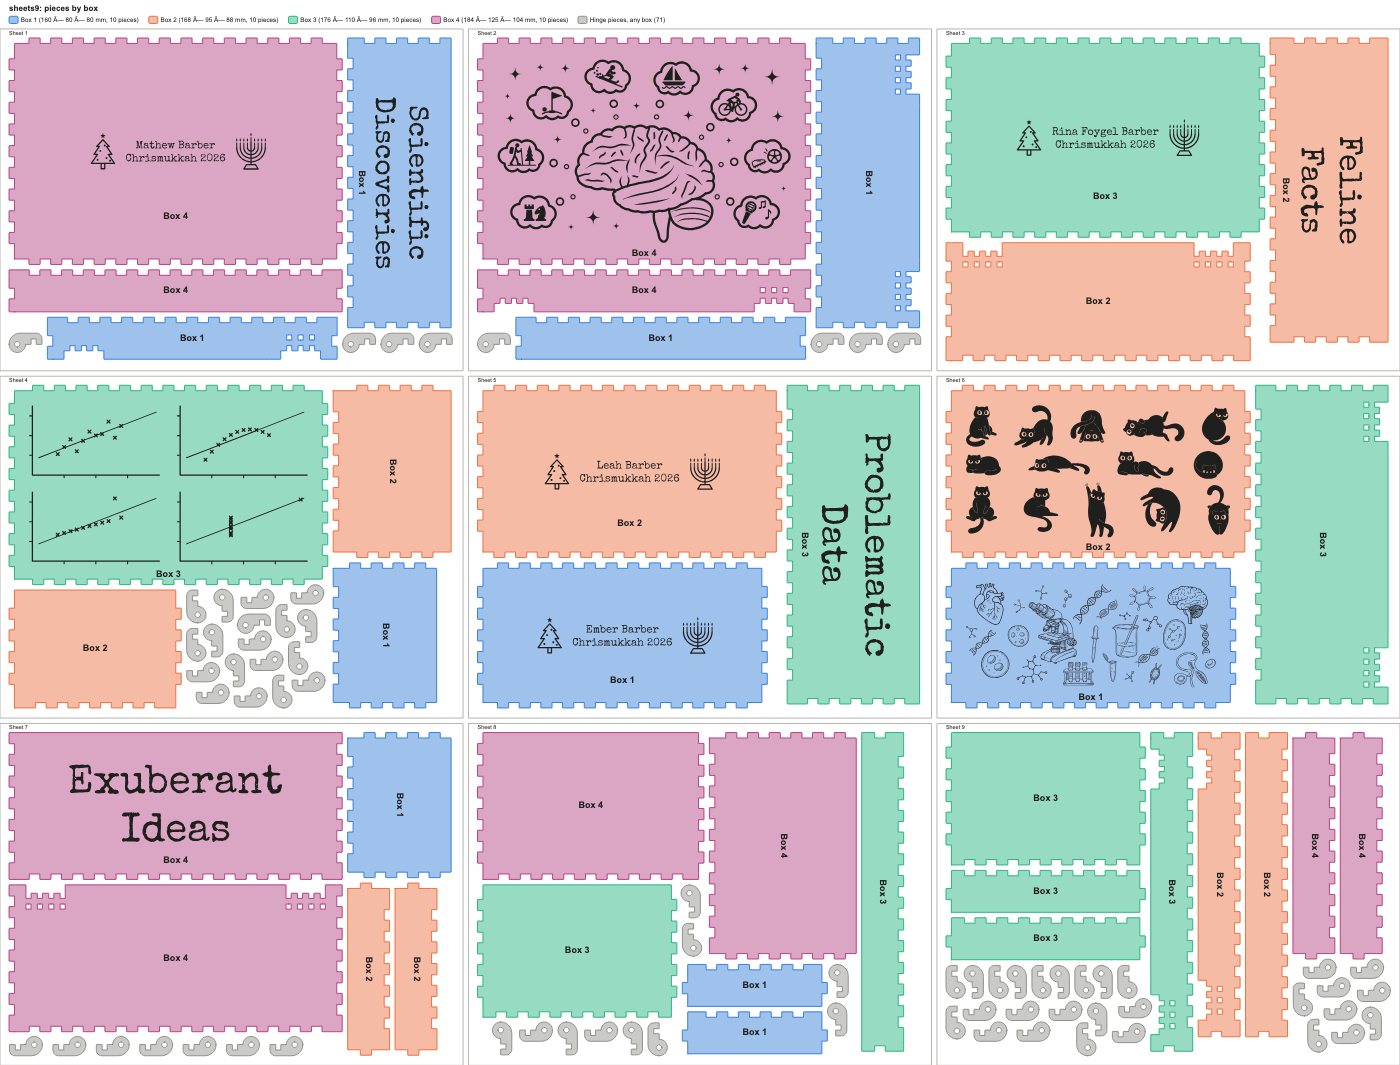 sheets9: pieces by box
Box 1 (160 Ã— 80 Ã— 80 mm, 10 pieces)
Box 2 (168 Ã— 95 Ã— 88 mm, 10 pieces)
Box 3 (176 Ã— 110 Ã— 96 mm, 10 pieces)
Box 4 (184 Ã— 125 Ã— 104 mm, 10 pieces)
Hinge pieces, any box (71)
Sheet 1
Mathew Barber
Chrismukkah 2026
Box 4
Scientific
Discoveries
Box 1
Box 4
Box 1
Sheet 2
Box 4
Box 1
Box 4
Box 1
Sheet 3
Rina Foygel Barber
Chrismukkah 2026
Box 3
Feline
Facts
Box 2
Box 2
Sheet 4
Box 3
Box 2
Box 2
Box 1
Sheet 5
Leah Barber
Chrismukkah 2026
Box 2
Problematic
Data
Box 3
Ember Barber
Chrismukkah 2026
Box 1
Sheet 6
Box 2
Box 3
Box 1
Sheet 7
Exuberant
Ideas
Box 4
Box 1
Box 4
Box 2
Box 2
Sheet 8
Box 4
Box 4
Box 3
Box 3
Box 1
Box 1
Sheet 9
Box 3
Box 3
Box 3
Box 3
Box 2
Box 2
Box 4
Box 4